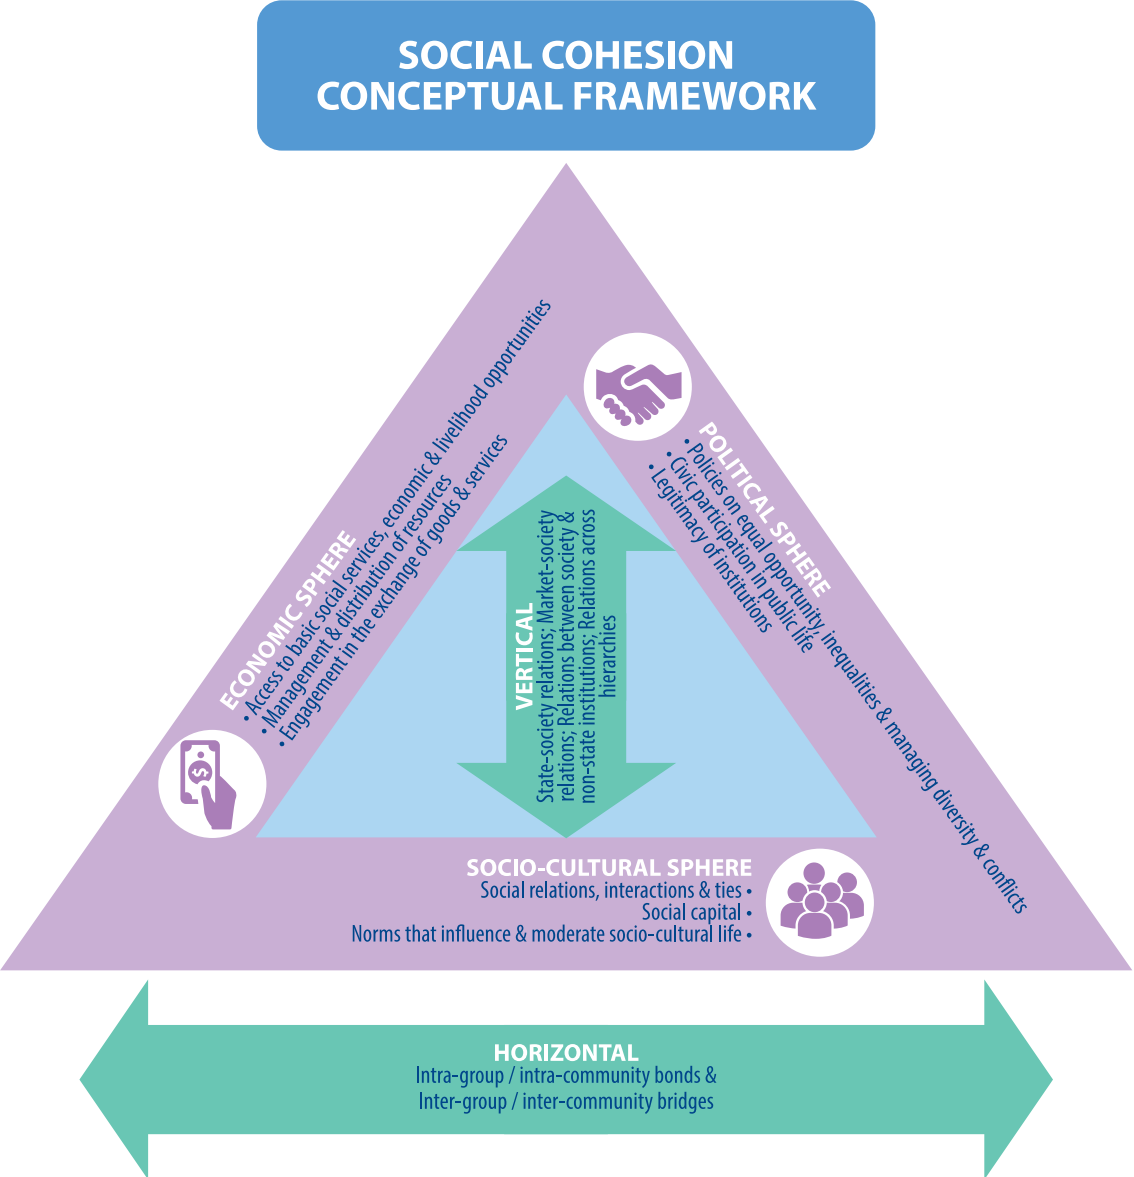 SOCIAL COHESION
CONCEPTUAL FRAMEWORK
ECONOMIC SPHERE
• Access to basic social services, economic & livelihood opportunities
• Management & distribution of resources
• Engagement in the exchange of goods & services
POLITICAL SPHERE
• Policies on equal opportunity, inequalities & managing diversity & conflicts
• Civic participation in public life
• Legitimacy of institutions
VERTICAL
State-society relations; Market-society
relations; Relations between society &
non-state institutions; Relations across
hierarchies
SOCIO-CULTURAL SPHERE
Social relations, interactions & ties •
Social capital •
Norms that influence & moderate socio-cultural life •
HORIZONTAL
Intra-group / intra-community bonds &
Inter-group / inter-community bridges